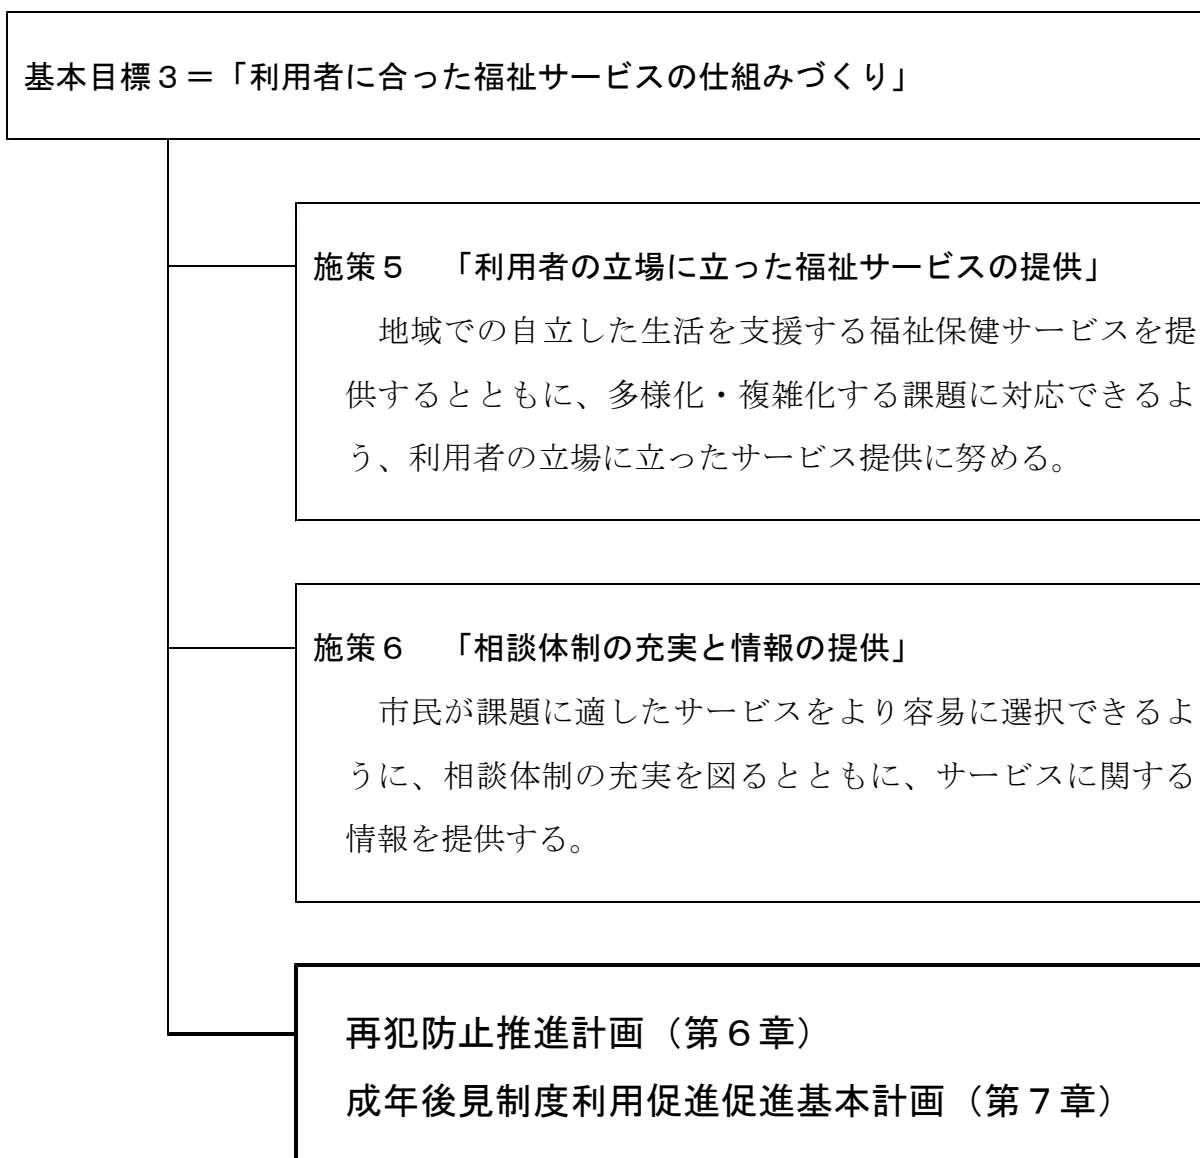 基本目標３＝「利用者に合った福祉サービスの仕組みづくり」
施策５　「利用者の立場に立った福祉サービスの提供」
　地域での自立した生活を支援する福祉保健サービスを提
供するとともに、多様化・複雑化する課題に対応できるよ
う、利用者の立場に立ったサービス提供に努める。
施策６　「相談体制の充実と情報の提供」
　市民が課題に適したサービスをより容易に選択できるよ
うに、相談体制の充実を図るとともに、サービスに関する
情報を提供する。
再犯防止推進計画（第６章）
成年後見制度利用促進促進基本計画（第７章）